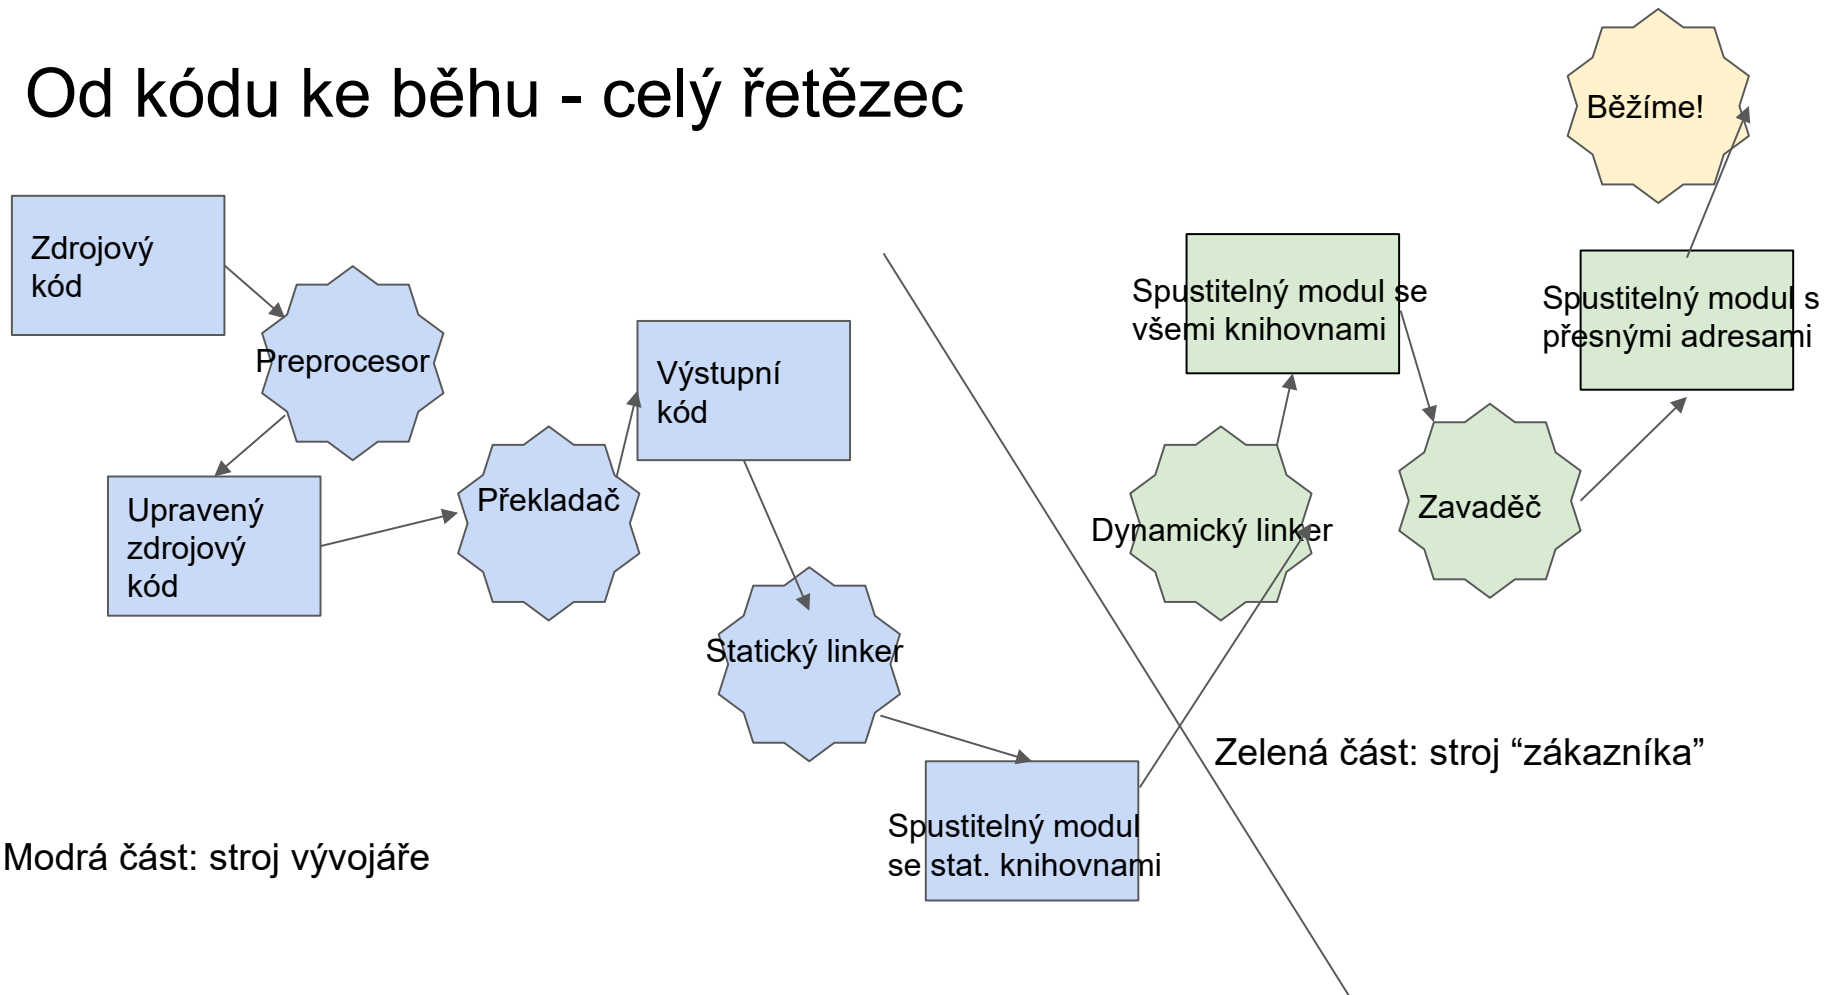 Od kódu ke běhu - celý řetězec
Běžíme!
Zdrojový
kód
Preprocesor
Upravený
zdrojový
kód
Překladač
Výstupní
kód
Statický linker
Spustitelný modul
se stat. knihovnami
Dynamický linker
Spustitelný modul se
všemi knihovnami
Zavaděč
Spustitelný modul s
přesnými adresami
Zelená část: stroj “zákazníka”
Modrá část: stroj vývojáře